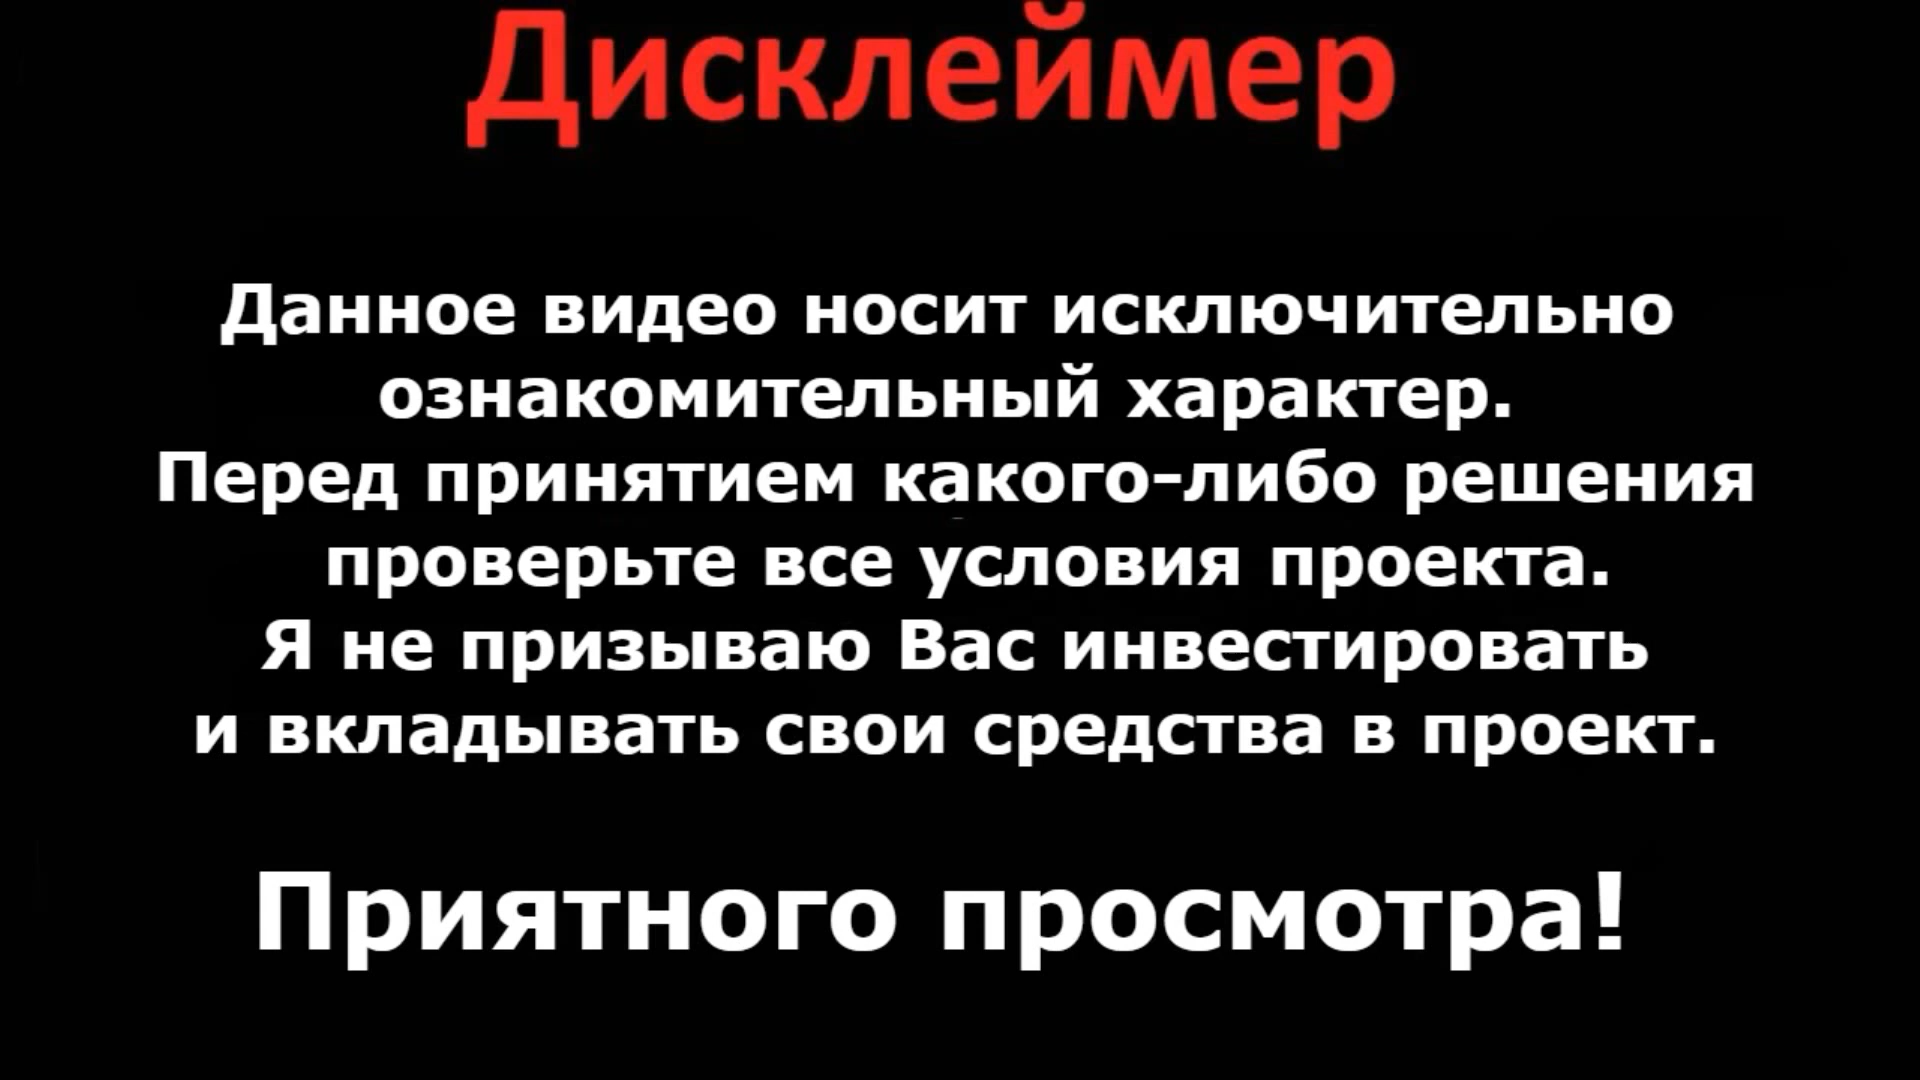 Дисклеймер
Данное видео носит исключительно
ознакомительный характер.
Перед принятием какого-либо решения
проверьте все условия проекта.
Я не призываю Вас инвестировать
и вкладывать свои средства в проект.
Приятного просмотра!